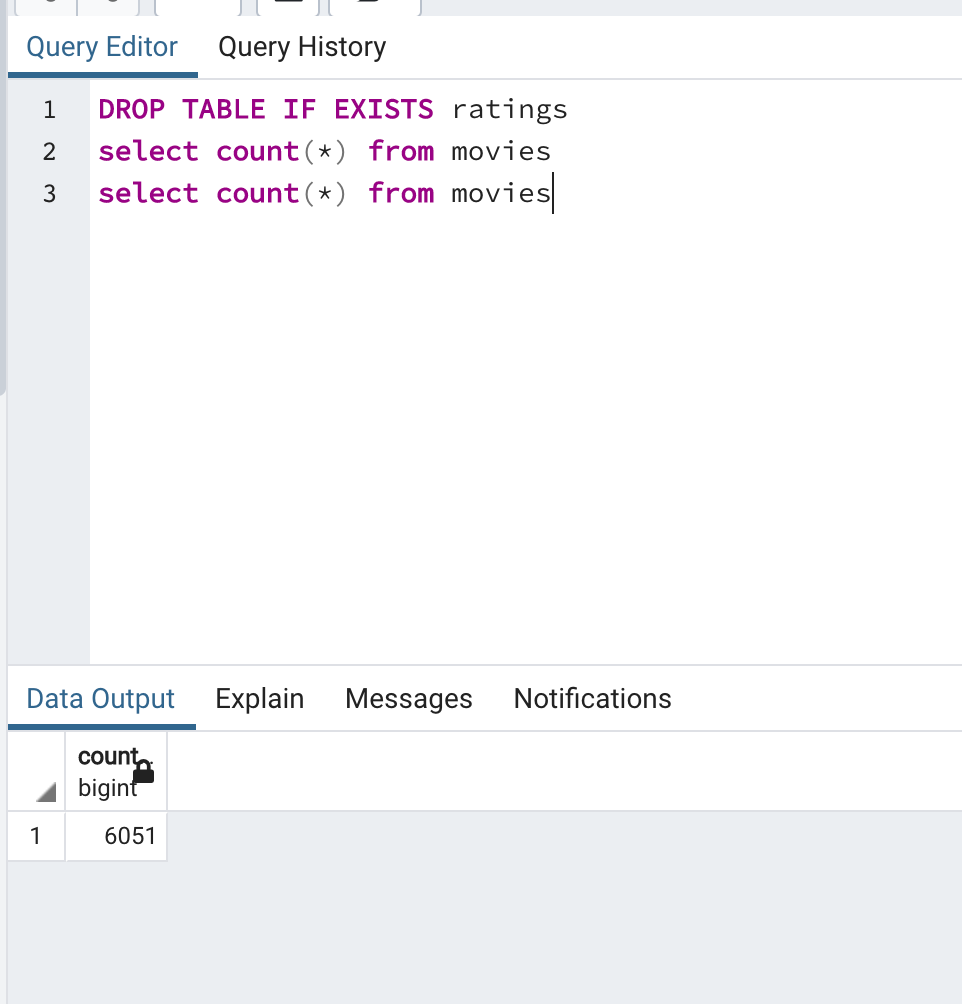 Query Editor Query History
1 DROP TABLE IF EXISTS ratings
2 select count(*) from movies
3 select count(*) from movies
Data Output Explain Messages Notifications
count
bigint
1 6051